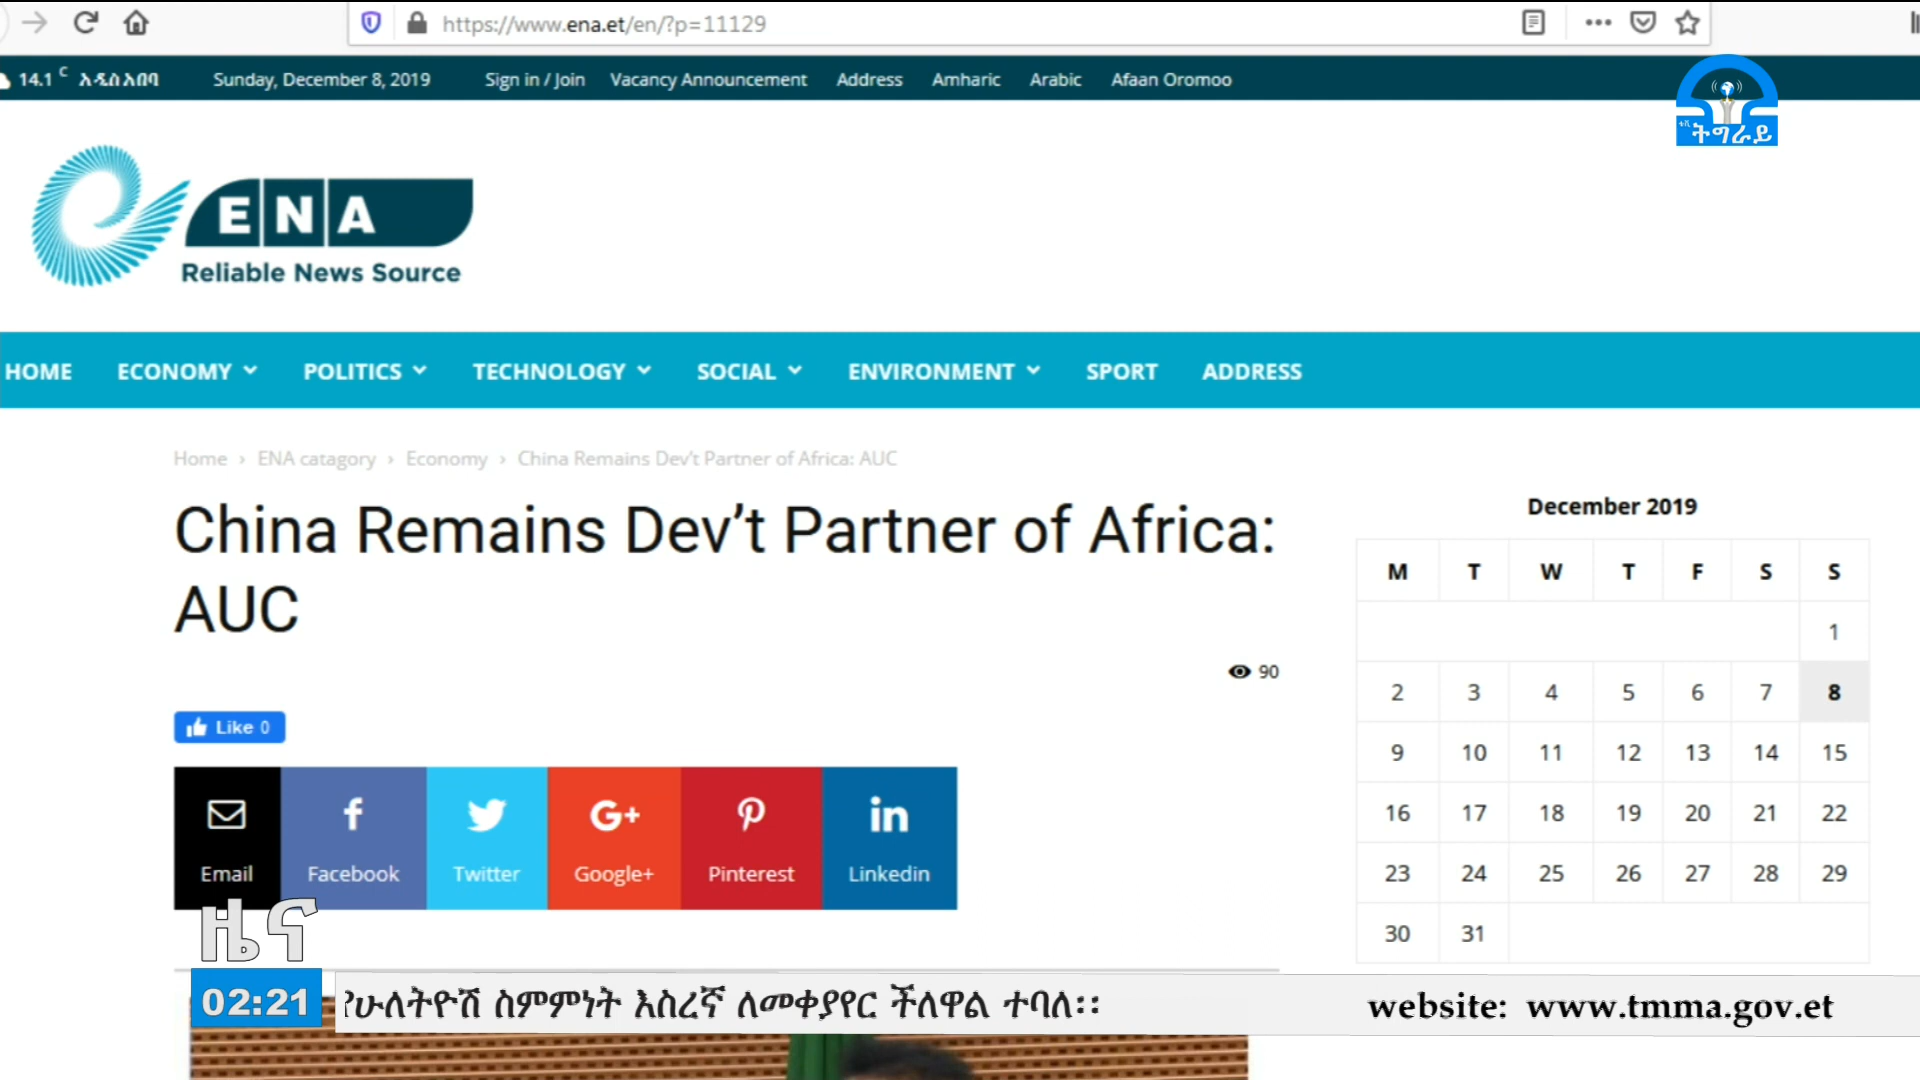 https://www.ena.et/en/?p=11129
14.1 C አዲስ አበባ Sunday, December 8, 2019 Sign in / Join Vacancy Announcement Address Amharic Arabic Afaan Oromoo
ትግራይ
ENA
Reliable News Source
HOME ECONOMY POLITICS TECHNOLOGY SOCIAL ENVIRONMENT SPORT ADDRESS
Home › ENA catagory › Economy › China Remains Dev't Partner of Africa: AUC
China Remains Dev't Partner of Africa:
AUC
90
Like 0
Email Facebook Twitter Google+ Pinterest Linkedin
December 2019
M T W T F S S
1
2 3 4 5 6 7 8
9 10 11 12 13 14 15
16 17 18 19 20 21 22
23 24 25 26 27 28 29
30 31
ዜና
02:21 ስምምነት እስረኛ ለመቀያየር ችለዋል ተባለ፡፡ website: www.tmma.gov.et